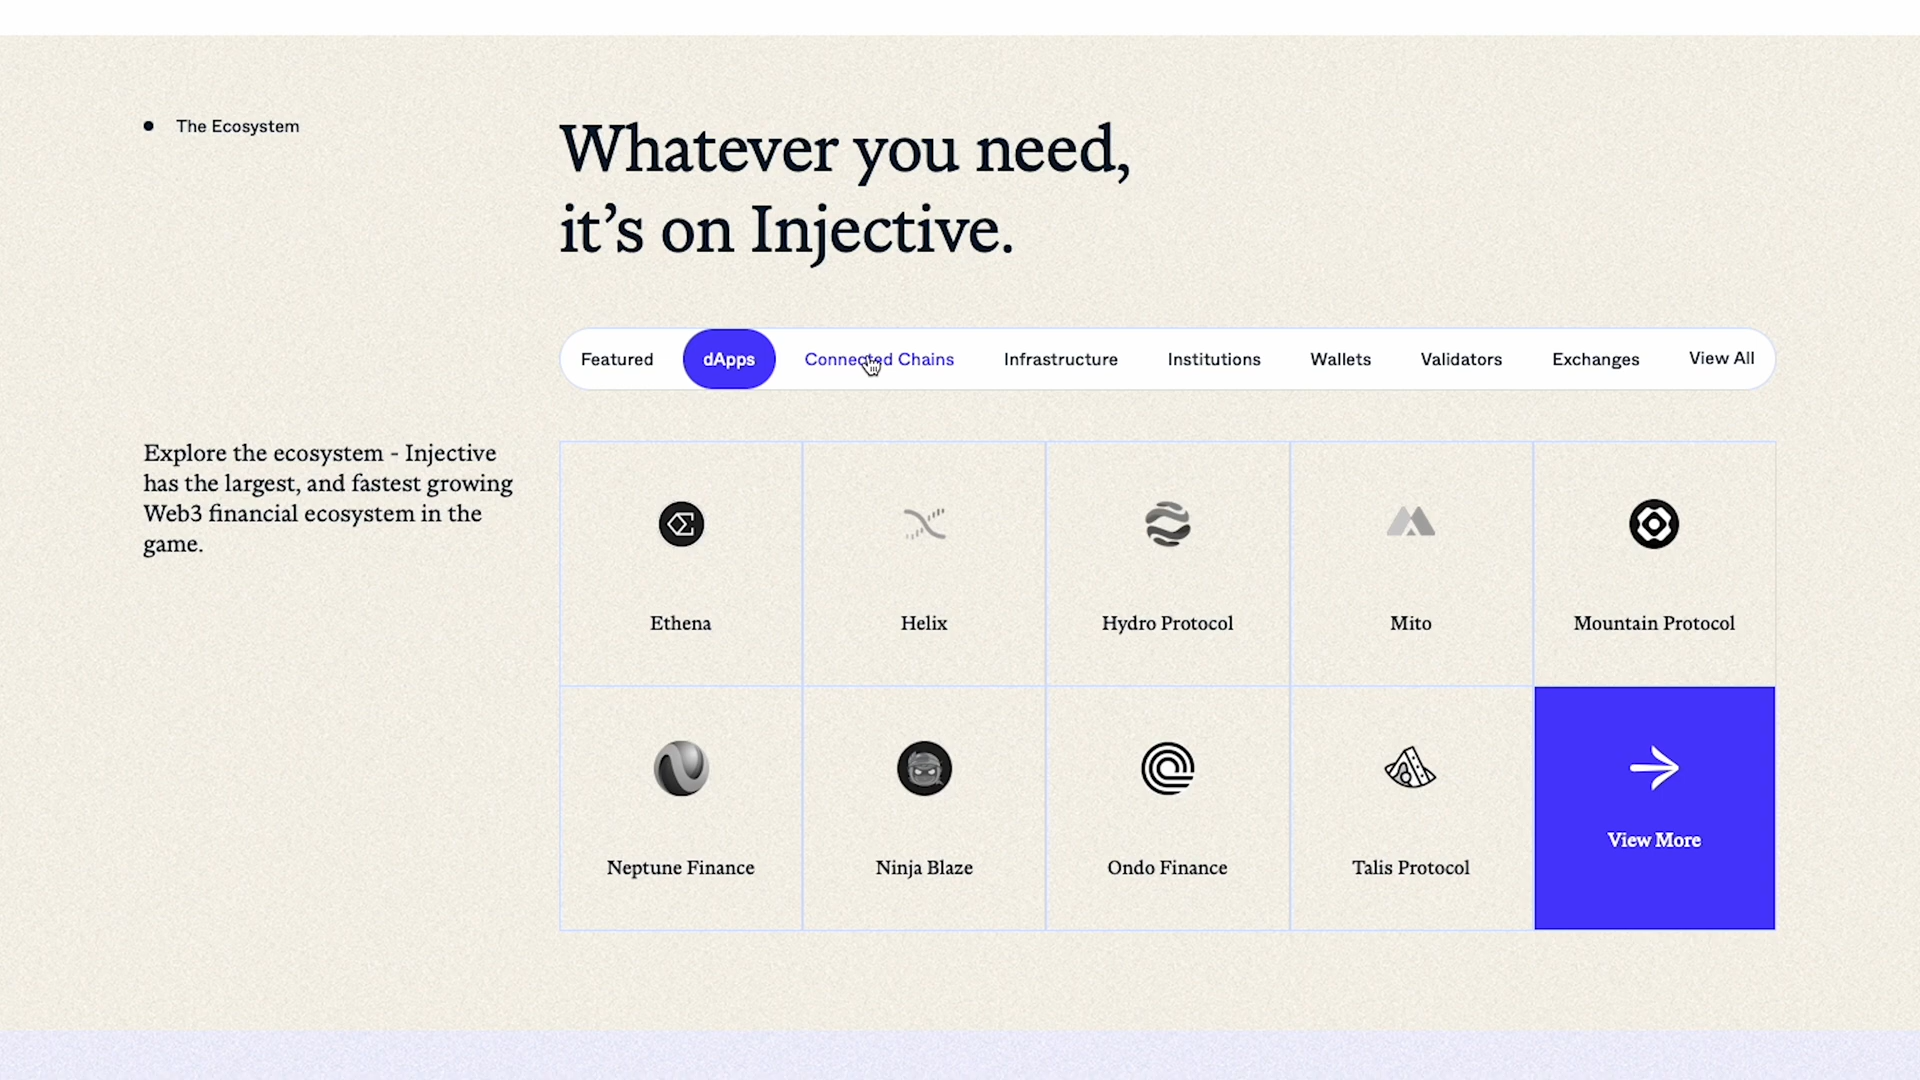 The Ecosystem
Whatever you need,
it’s on Injective.
Featured
dApps
Connected Chains
Infrastructure
Institutions
Wallets
Validators
Exchanges
View All
Explore the ecosystem - Injective
has the largest, and fastest growing
Web3 financial ecosystem in the
game.
Ethena
Helix
Hydro Protocol
Mito
Mountain Protocol
Neptune Finance
Ninja Blaze
Ondo Finance
Talis Protocol
View More